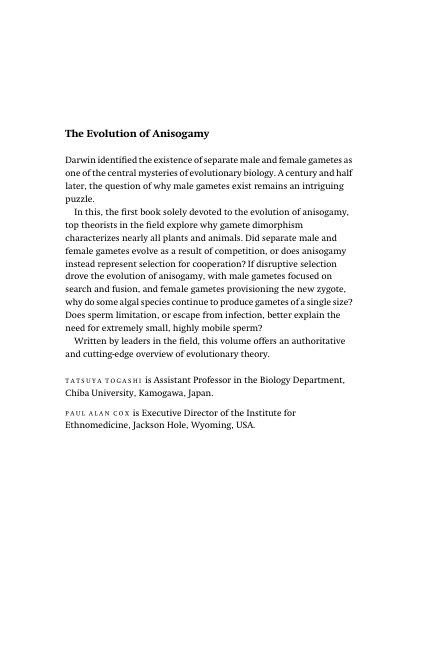 The Evolution of Anisogamy
Darwin identified the existence of separate male and female gametes as
one of the central mysteries of evolutionary biology. A century and half
later, the question of why male gametes exist remains an intriguing
puzzle.
In this, the first book solely devoted to the evolution of anisogamy,
top theorists in the field explore why gamete dimorphism
characterizes nearly all plants and animals. Did separate male and
female gametes evolve as a result of competition, or does anisogamy
instead represent selection for cooperation? If disruptive selection
drove the evolution of anisogamy, with male gametes focused on
search and fusion, and female gametes provisioning the new zygote,
why do some algal species continue to produce gametes of a single size?
Does sperm limitation, or escape from infection, better explain the
need for extremely small, highly mobile sperm?
Written by leaders in the field, this volume offers an authoritative
and cutting-edge overview of evolutionary theory.
TATSUYA TOGASHI is Assistant Professor in the Biology Department,
Chiba University, Kamogawa, Japan.
PAUL ALAN COX is Executive Director of the Institute for
Ethnomedicine, Jackson Hole, Wyoming, USA.